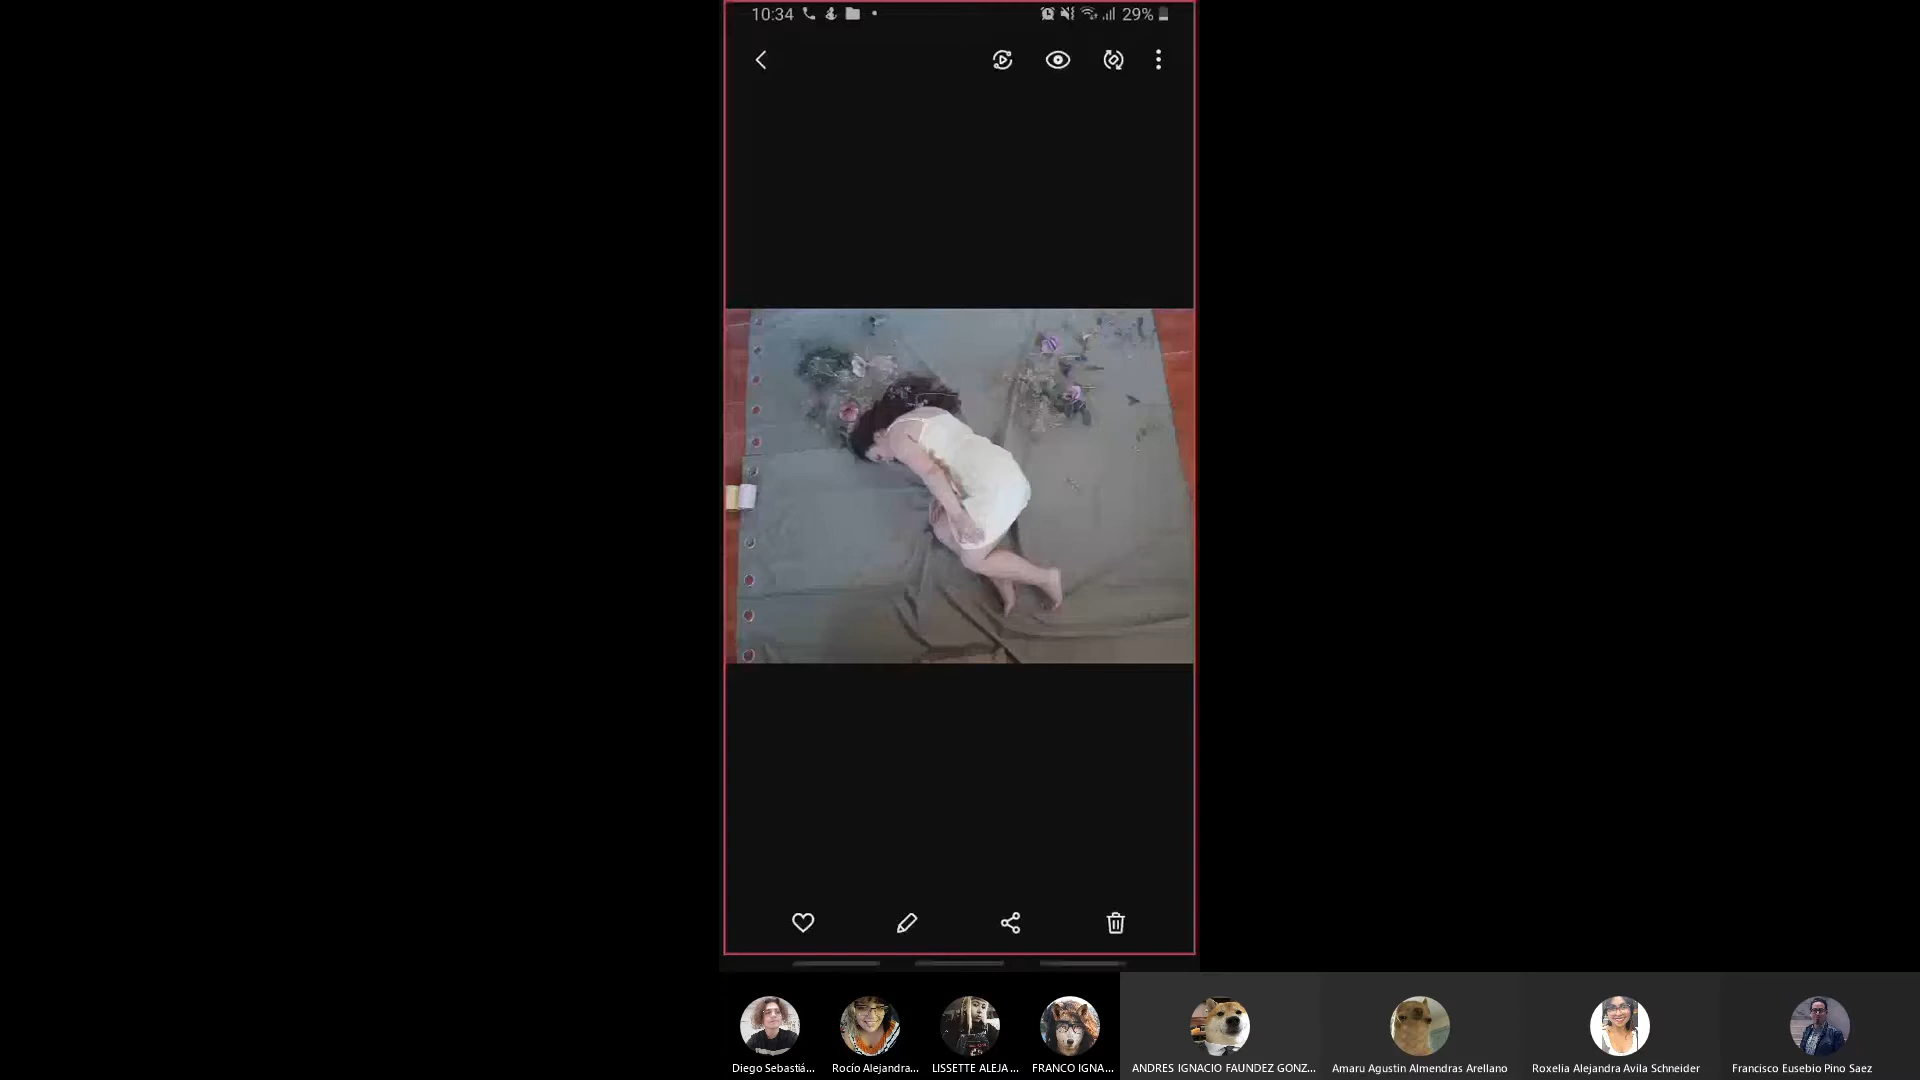 10:34
29%
Diego Sebastiá...
Rocío Alejandra...
LISSETTE ALEJA...
FRANCO IGNA...
ANDRES IGNACIO FAUNDEZ GONZ...
Amaru Agustin Almendras Arellano
Roxelia Alejandra Avila Schneider
Francisco Eusebio Pino Saez